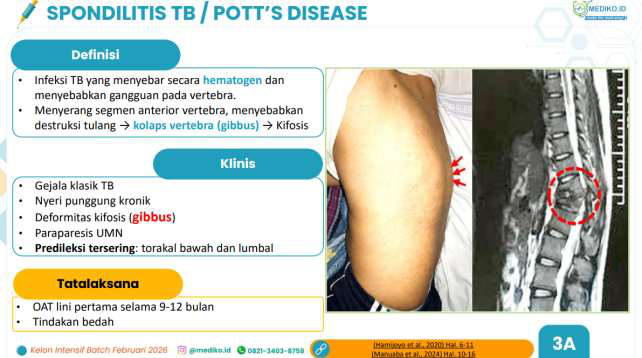 SPONDILITIS TB / POTT'S DISEASE
MEDIKO.ID
Definisi
• Infeksi TB yang menyebar secara hematogen dan
menyebabkan gangguan pada vertebra.
• Menyerang segmen anterior vertebra, menyebabkan
destruksi tulang → kolaps vertebra (gibbus) → Kifosis
Klinis
• Gejala klasik TB
• Nyeri punggung kronik
• Deformitas kifosis (gibbus)
• Paraparesis UMN
• Predileksi tersering: torakal bawah dan lumbal
Tatalaksana
• OAT lini pertama selama 9-12 bulan
• Tindakan bedah
Kelon Intensif Batch Februari 2026 @mediko.id 0821-3403-8758
(Hamijoyo et al., 2020) Hal. 6-11
(Manuaba et al., 2024) Hal. 10-16
3A